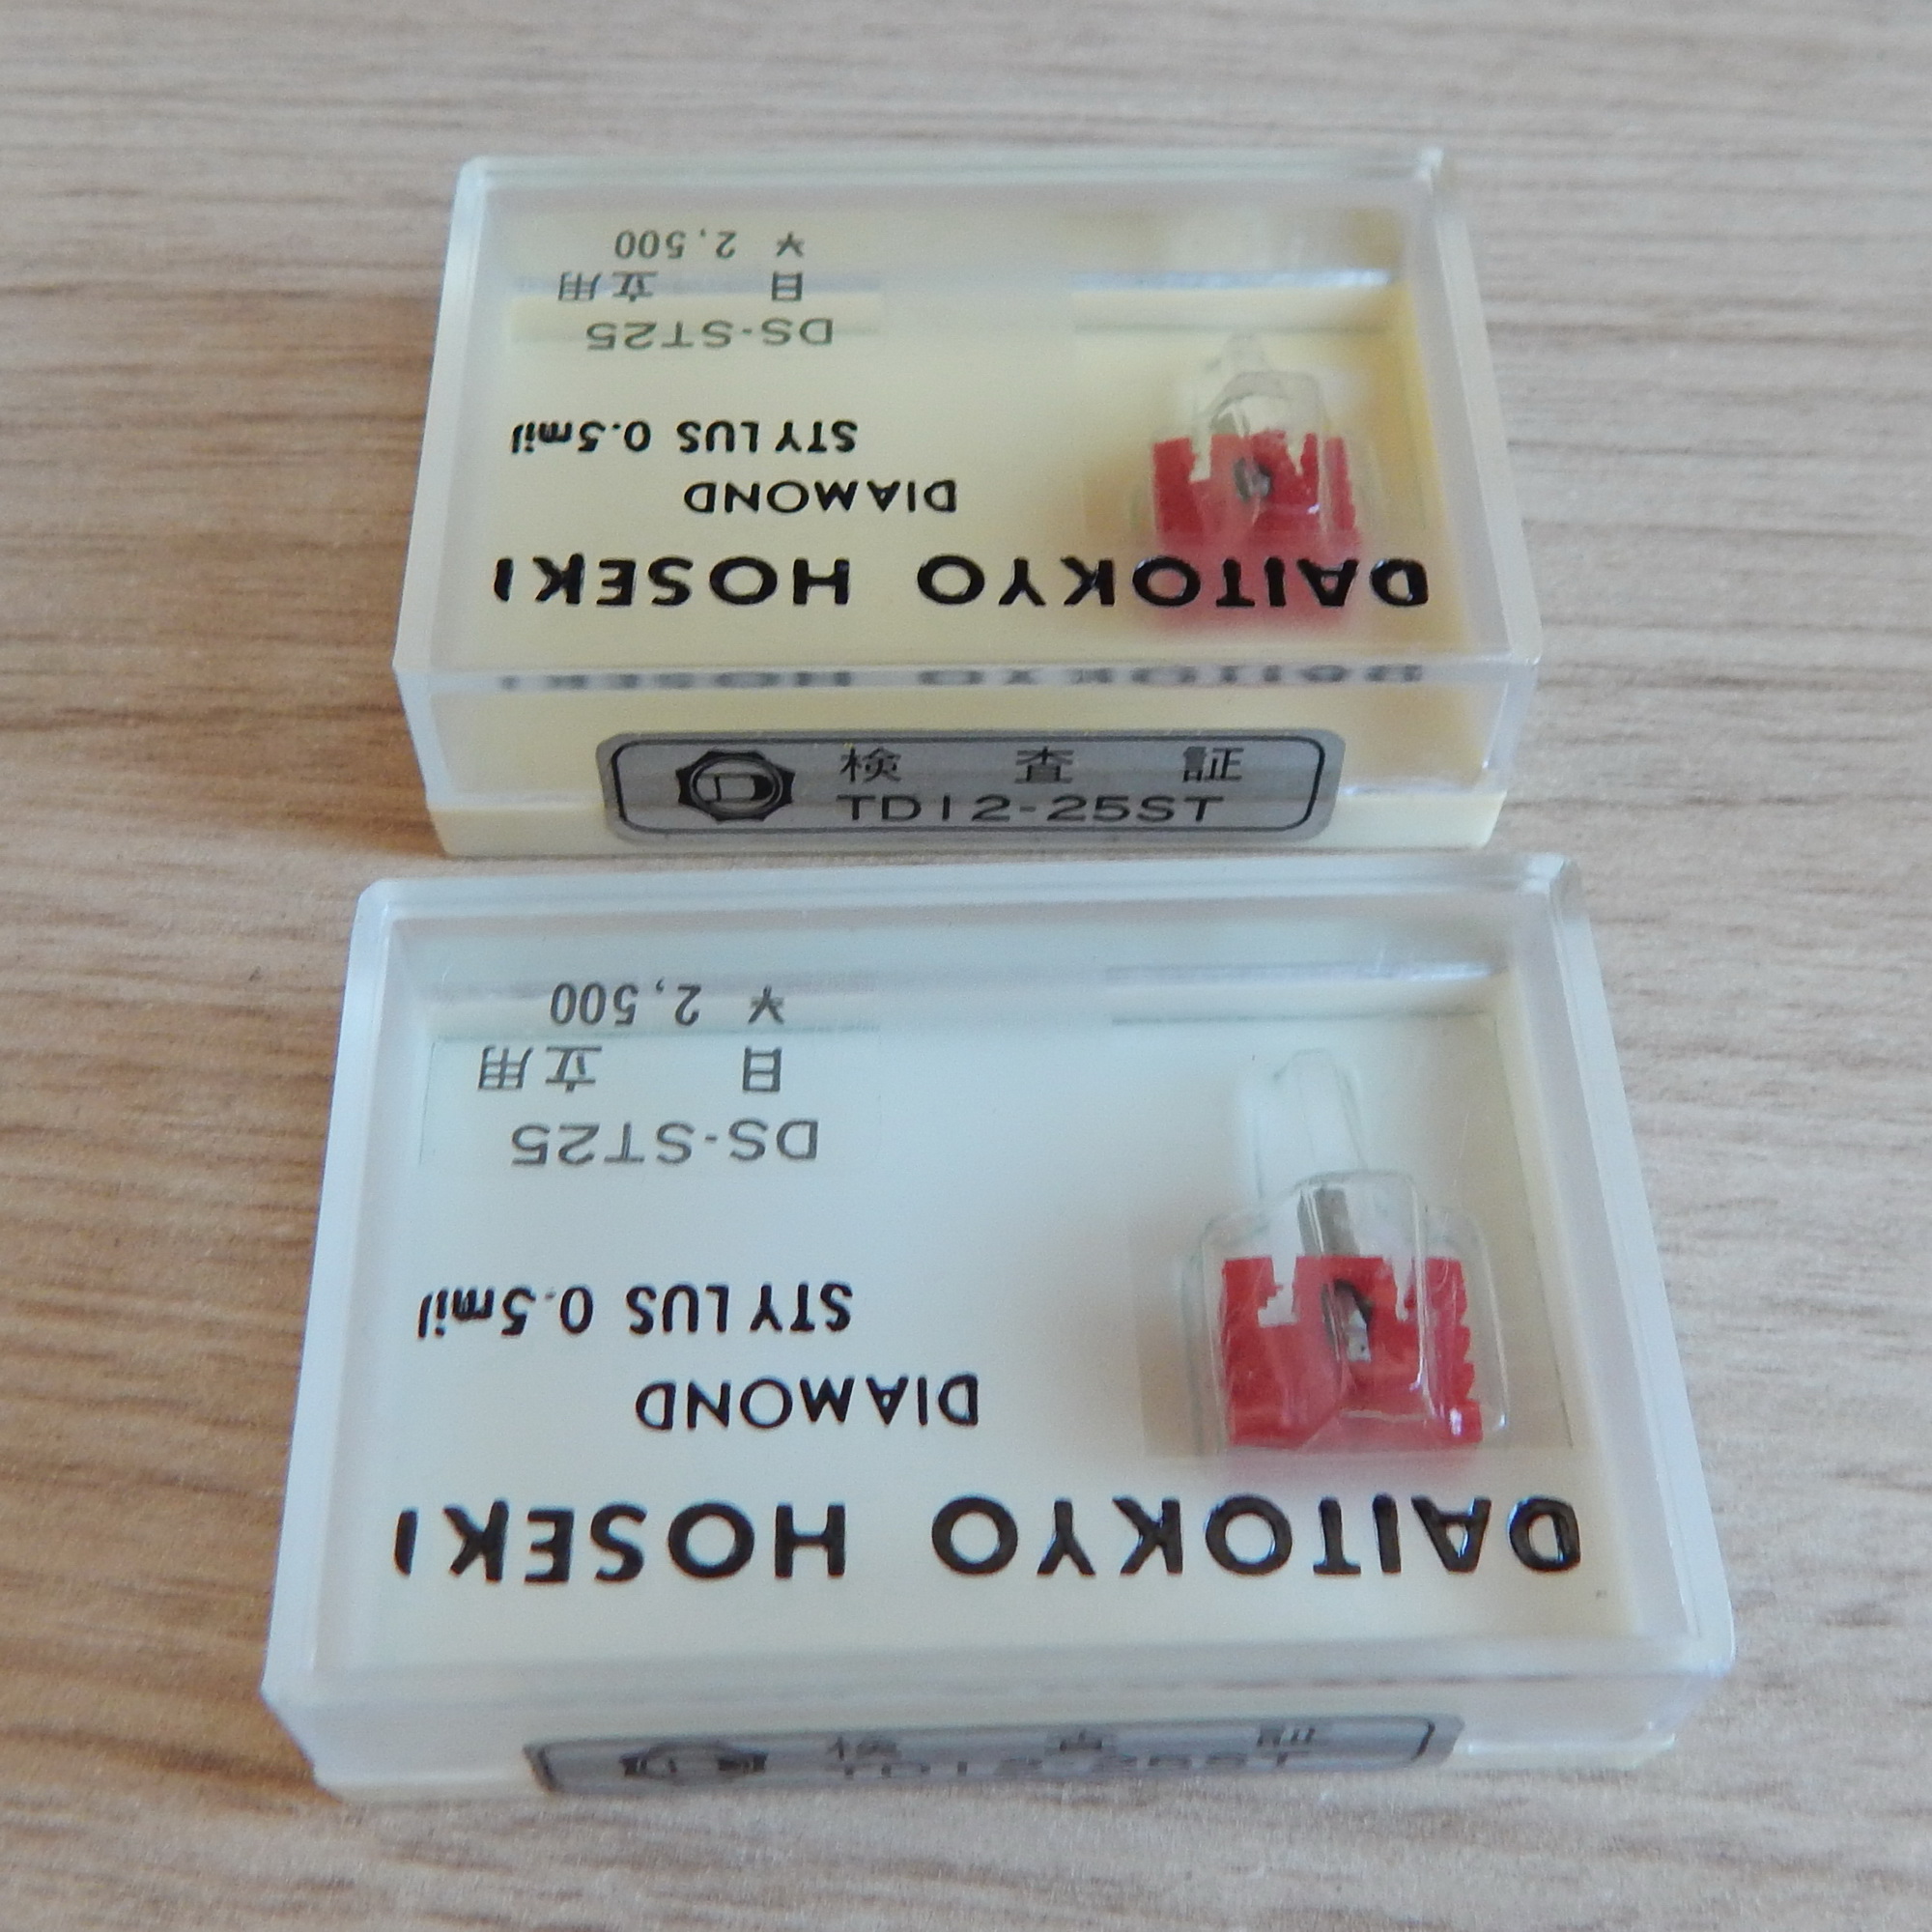 DAITOKYO HOSEKI
DIAMOND
STYLUS 0.5mil
DS-ST25
日 立用
¥ 2,500
D 検 査 証
TD12-25ST
DAITOKYO HOSEKI
DIAMOND
STYLUS 0.5mil
DS-ST25
日 立用
¥ 2,500